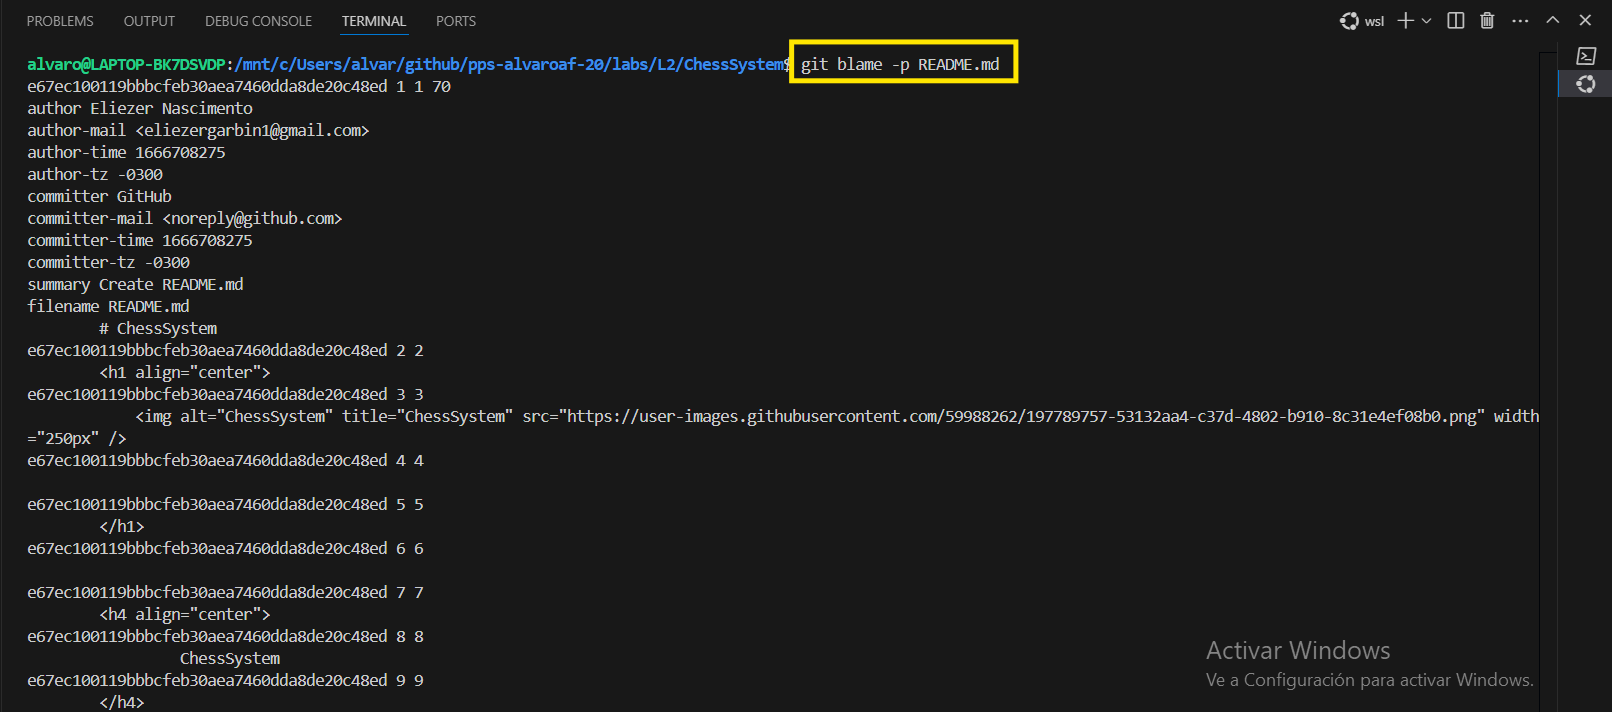 PROBLEMS OUTPUT DEBUG CONSOLE TERMINAL PORTS wsl
alvaro@LAPTOP-BK7DSVDP:/mnt/c/Users/alvar/github/pps-alvaroaf-20/labs/L2/ChessSystem$ git blame -p README.md
e67ec100119bbbcfeb30aea7460dda8de20c48ed 1 1 70
author Eliezer Nascimento
author-mail <eliezergarbin1@gmail.com>
author-time 1666708275
author-tz -0300
committer GitHub
committer-mail <noreply@github.com>
committer-time 1666708275
committer-tz -0300
summary Create README.md
filename README.md
        # ChessSystem
e67ec100119bbbcfeb30aea7460dda8de20c48ed 2 2
        <h1 align="center">
e67ec100119bbbcfeb30aea7460dda8de20c48ed 3 3
            <img alt="ChessSystem" title="ChessSystem" src="https://user-images.githubusercontent.com/59988262/197789757-53132aa4-c37d-4802-b910-8c31e4ef08b0.png" width
="250px" />
e67ec100119bbbcfeb30aea7460dda8de20c48ed 4 4
e67ec100119bbbcfeb30aea7460dda8de20c48ed 5 5
        </h1>
e67ec100119bbbcfeb30aea7460dda8de20c48ed 6 6
e67ec100119bbbcfeb30aea7460dda8de20c48ed 7 7
        <h4 align="center">
e67ec100119bbbcfeb30aea7460dda8de20c48ed 8 8
                 ChessSystem
e67ec100119bbbcfeb30aea7460dda8de20c48ed 9 9
        </h4>
Activar Windows
Ve a Configuración para activar Windows.